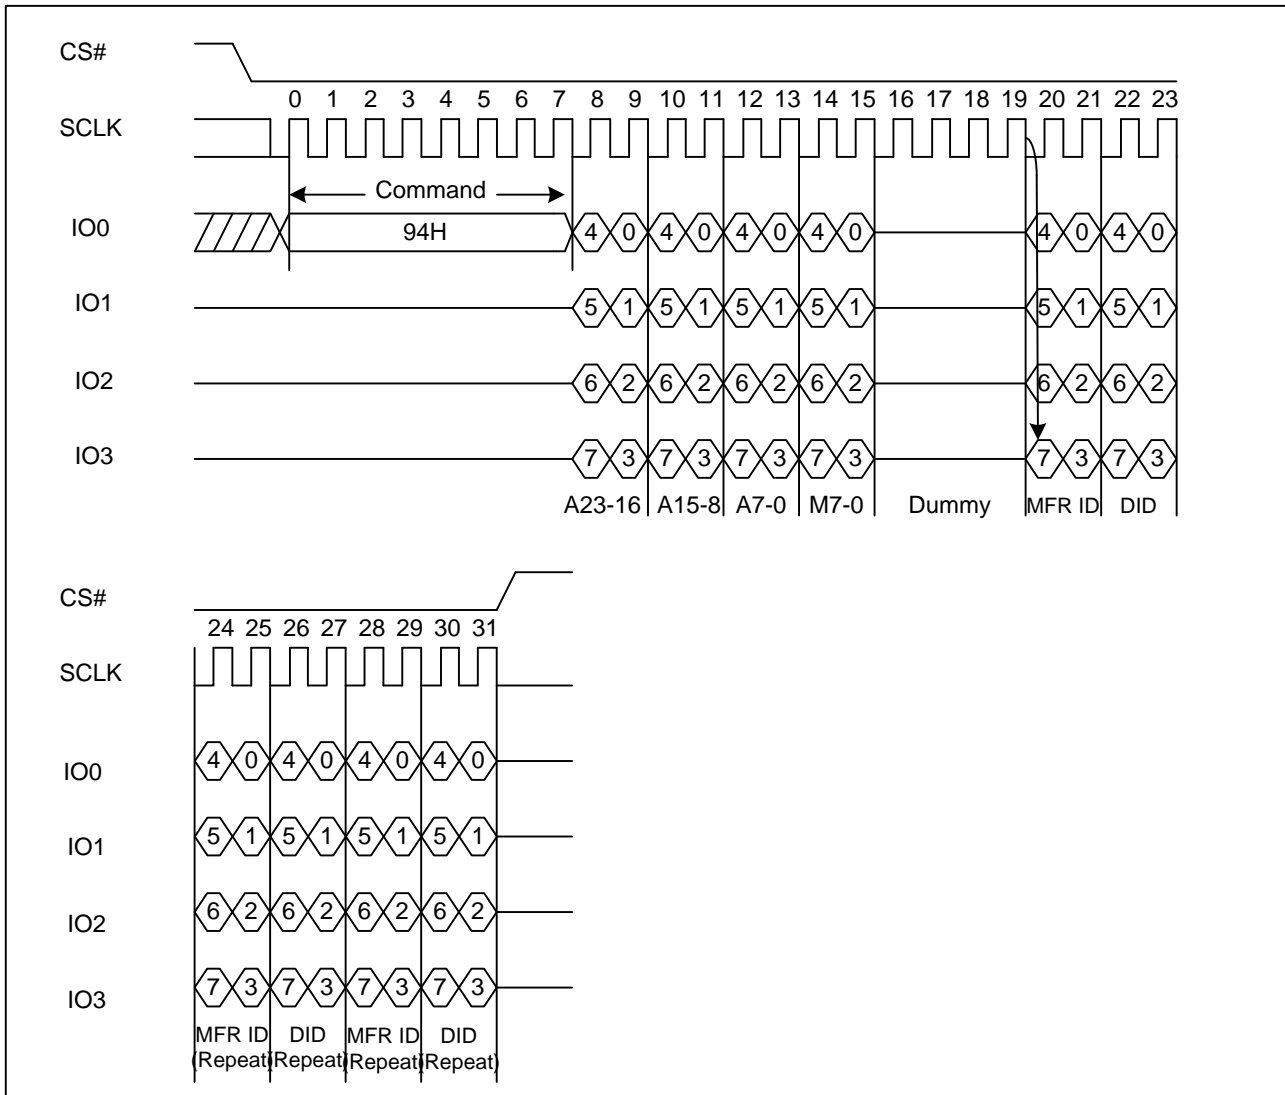 CS#
0 1 2 3 4 5 6 7 8 9 10 11 12 13 14 15 16 17 18 19 20 21 22 23
SCLK
Command
IO0 94H 4 0 4 0 4 0 4 0 4 0 4 0
IO1 5 1 5 1 5 1 5 1 5 1 5 1
IO2 6 2 6 2 6 2 6 2 6 2 6 2
IO3 7 3 7 3 7 3 7 3 7 3 7 3
A23-16 A15-8 A7-0 M7-0 Dummy MFR ID DID
CS#
24 25 26 27 28 29 30 31
SCLK
IO0 4 0 4 0 4 0 4 0
IO1 5 1 5 1 5 1 5 1
IO2 6 2 6 2 6 2 6 2
IO3 7 3 7 3 7 3 7 3
MFR ID DID MFR ID DID
(Repeat) (Repeat) (Repeat) (Repeat)